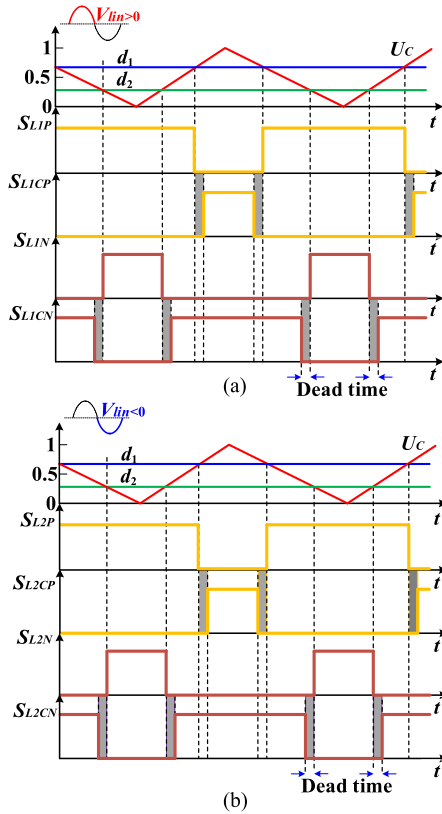 Vlin>0
1
0.5
0
d1
d2
UC
t
SL1P
t
SL1CP
t
SL1N
t
SL1CN
t
Dead time
(a)
Vlin<0
1
0.5
0
d1
d2
UC
t
SL2P
t
SL2CP
t
SL2N
t
SL2CN
t
Dead time
(b)